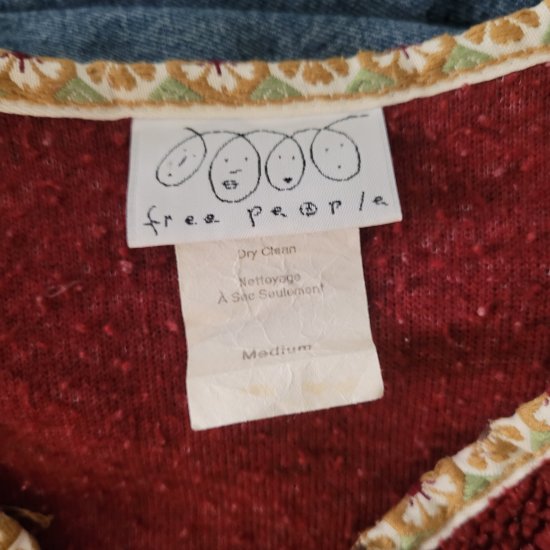 free people
Dry Clean
Nettoyage
À Sec Seulement
Medium